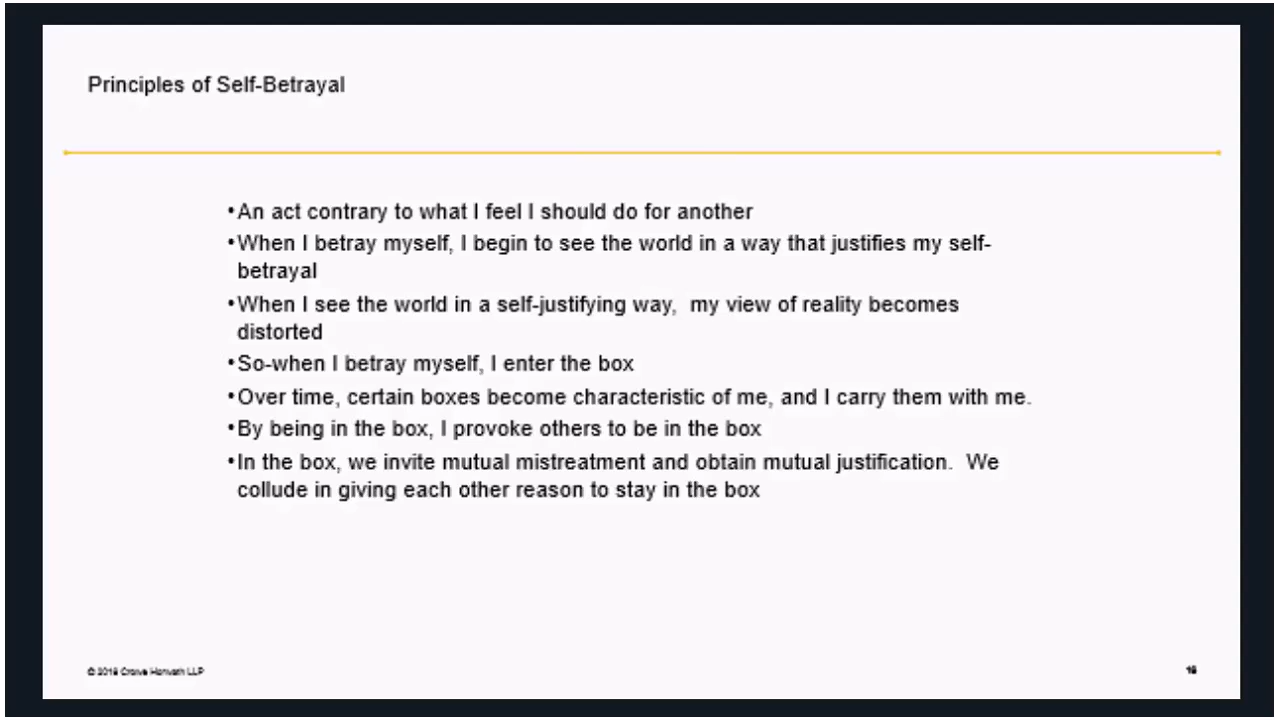 Principles of Self-Betrayal
•An act contrary to what I feel I should do for another
•When I betray myself, I begin to see the world in a way that justifies my self-
betrayal
•When I see the world in a self-justifying way,  my view of reality becomes
distorted
•So-when I betray myself, I enter the box
•Over time, certain boxes become characteristic of me, and I carry them with me.
•By being in the box, I provoke others to be in the box
•In the box, we invite mutual mistreatment and obtain mutual justification.  We
collude in giving each other reason to stay in the box
© Crowe Horwath LLP